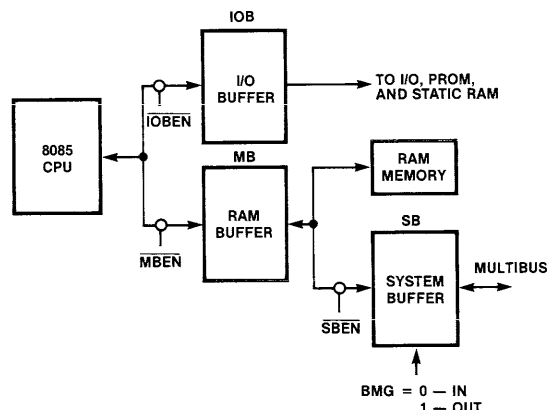 IOB
I/O
BUFFER
TO I/O, PROM,
AND STATIC RAM
IOBEN
8085
CPU
MB
RAM
BUFFER
MBEN
RAM
MEMORY
SB
SYSTEM
BUFFER
MULTIBUS
SBEN
BMG = 0 — IN
1 — OUT